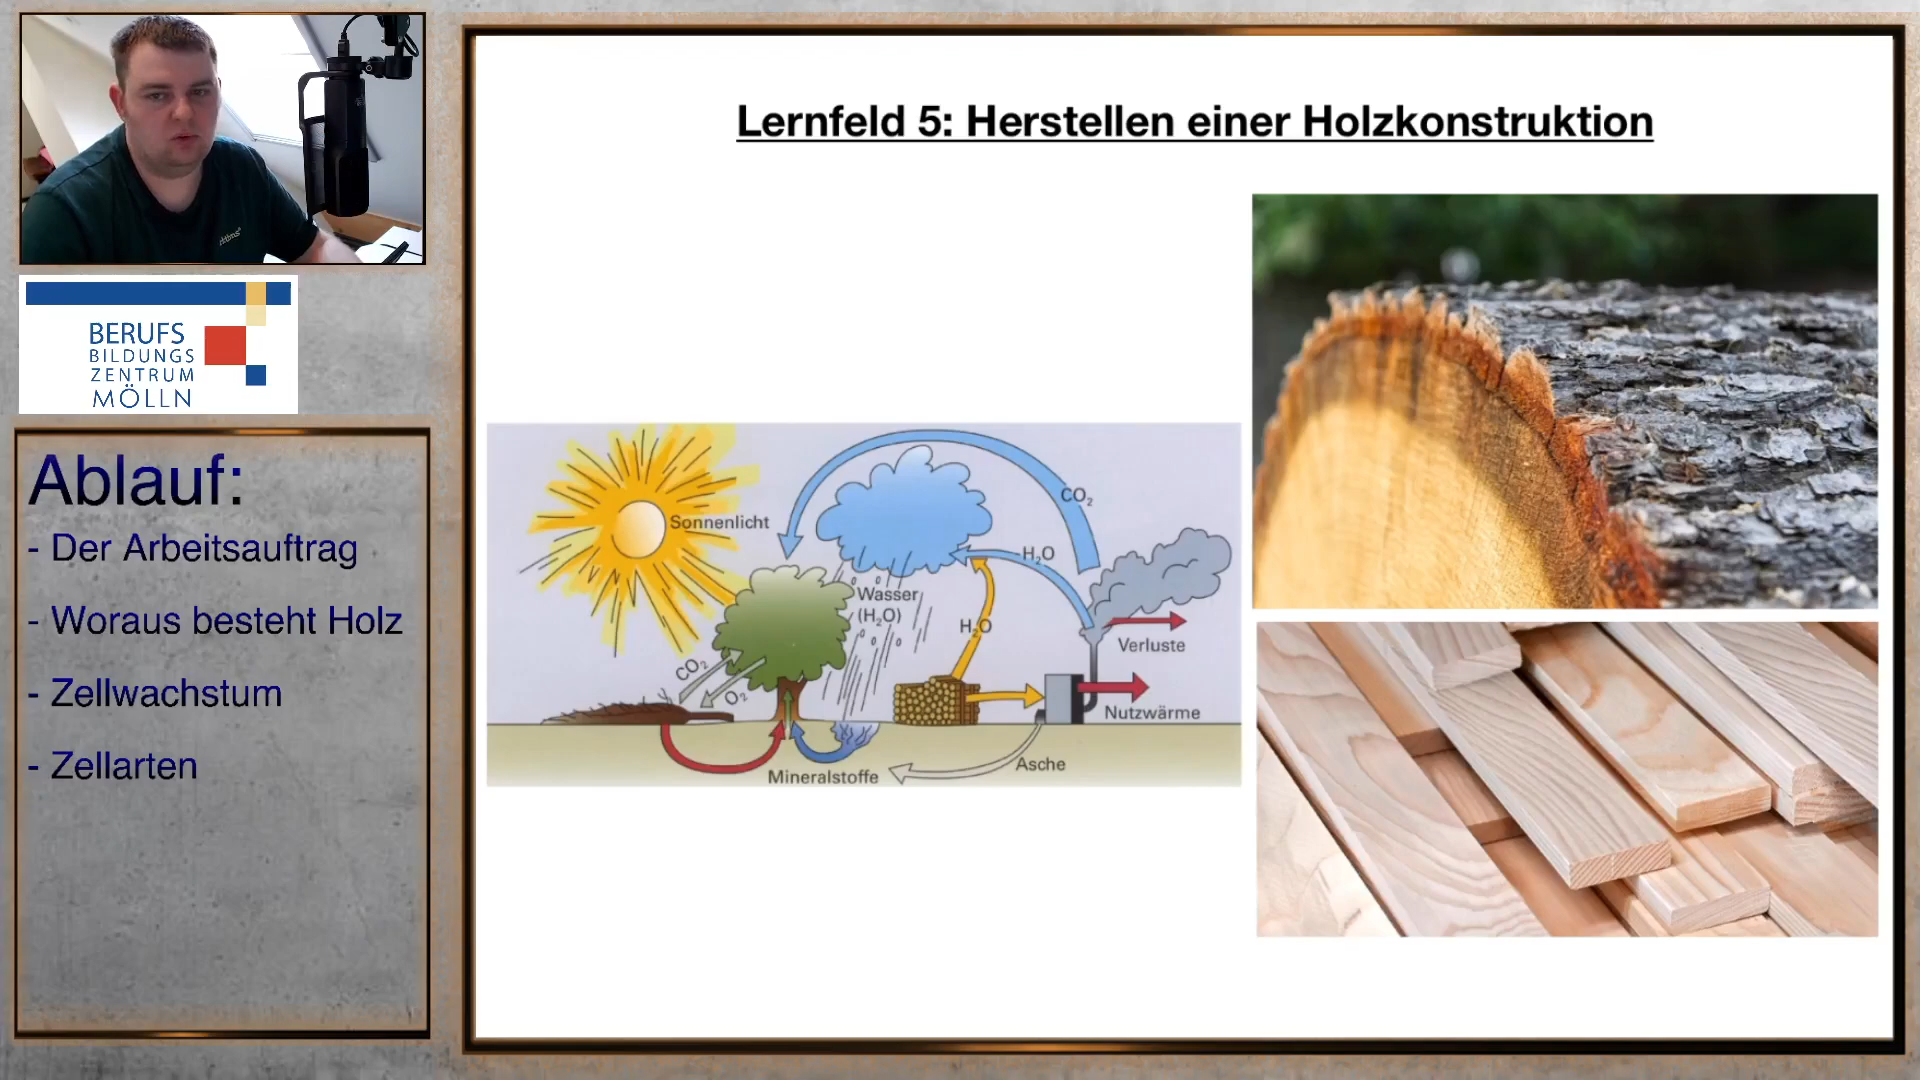 BERUFS
BILDUNGS
ZENTRUM
MÖLLN
Ablauf:
- Der Arbeitsauftrag
- Woraus besteht Holz
- Zellwachstum
- Zellarten
Lernfeld 5: Herstellen einer Holzkonstruktion
Sonnenlicht
CO₂
H₂O
Wasser
(H₂O)
H₂O
Verluste
CO₂
O₂
Nutzwärme
Asche
Mineralstoffe